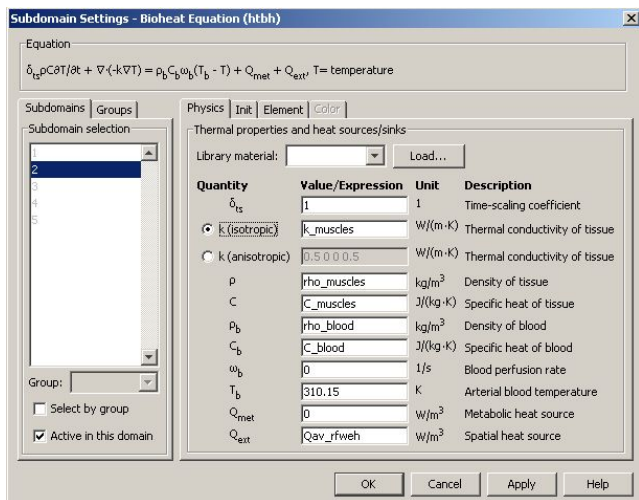 Subdomain Settings - Bioheat Equation (htbh)
Equation
δtsρC∂T/∂t + ∇·(-k∇T) = ρbCbωb(Tb - T) + Qmet + Qext, T= temperature
Subdomains Groups
Subdomain selection
1
2
3
4
5
Group:
Select by group
Active in this domain
Physics Init Element Color
Thermal properties and heat sources/sinks
Library material: Load...
Quantity Value/Expression Unit Description
δts 1 1 Time-scaling coefficient
k (isotropic) k_muscles W/(m·K) Thermal conductivity of tissue
k (anisotropic) 0.5 0 0 0.5 W/(m·K) Thermal conductivity of tissue
ρ rho_muscles kg/m³ Density of tissue
C C_muscles J/(kg·K) Specific heat of tissue
ρb rho_blood kg/m³ Density of blood
Cb C_blood J/(kg·K) Specific heat of blood
ωb 0 1/s Blood perfusion rate
Tb 310.15 K Arterial blood temperature
Qmet 0 W/m³ Metabolic heat source
Qext Qav_rfweh W/m³ Spatial heat source
OK Cancel Apply Help